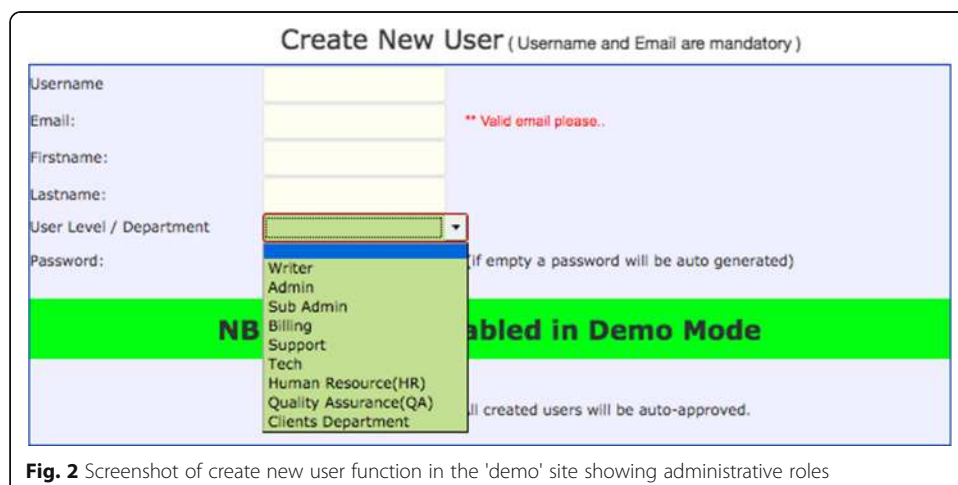 Create New User ( Username and Email are mandatory )
Username
Email: ** Valid email please..
Firstname:
Lastname:
User Level / Department
Password: (if empty a password will be auto generated)
Writer
Admin
Sub Admin
Billing
Support
Tech
Human Resource(HR)
Quality Assurance(QA)
Clients Department
NB abled in Demo Mode
ll created users will be auto-approved.
Fig. 2 Screenshot of create new user function in the 'demo' site showing administrative roles